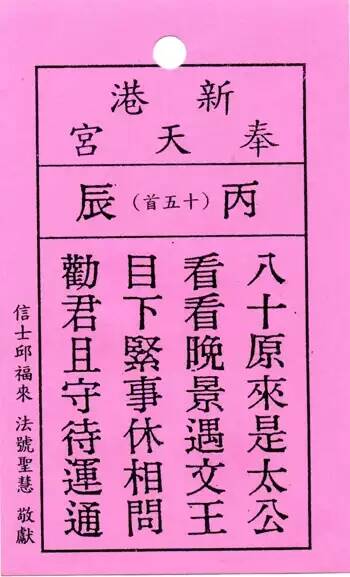 新港
奉天宮
丙（十五首）辰
八十原來是太公
看看晚景遇文王
目下緊事休相問
勸君且守待運通
信士邱福來 法號聖慧 敬獻